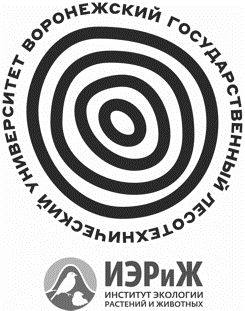 ВОРОНЕЖСКИЙ ГОСУДАРСТВЕННЫЙ ЛЕСОТЕХНИЧЕСКИЙ УНИВЕРСИТЕТ
ИЭРиЖ
ИНСТИТУТ ЭКОЛОГИИ
РАСТЕНИЙ И ЖИВОТНЫХ